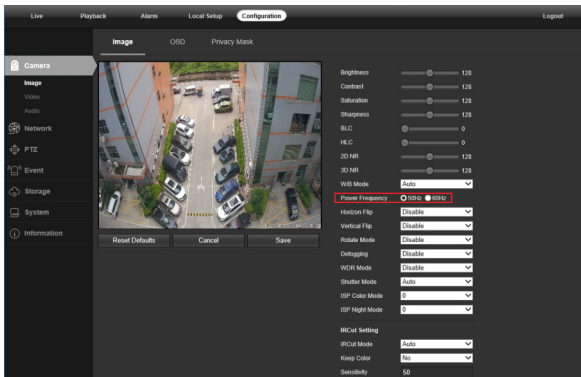 Live Playback Alarm Local Setup Configuration Logout
Image OSD Privacy Mask
Camera
Image
Video
Audio
Network
PTZ
Event
Storage
System
Information
Reset Defaults Cancel Save
Brightness 128
Contrast 128
Saturation 128
Sharpness 128
BLC 0
HLC 0
2D NR 128
3D NR 128
W/B Mode Auto
Power Frequency 50Hz 60Hz
Horizon Flip Disable
Vertical Flip Disable
Rotate Mode Disable
Defogging Disable
WDR Mode Disable
Shutter Mode Auto
ISP Color Mode 0
ISP Night Mode 0
IRCut Setting
IRCut Mode Auto
Keep Color No
Sensitivity 50